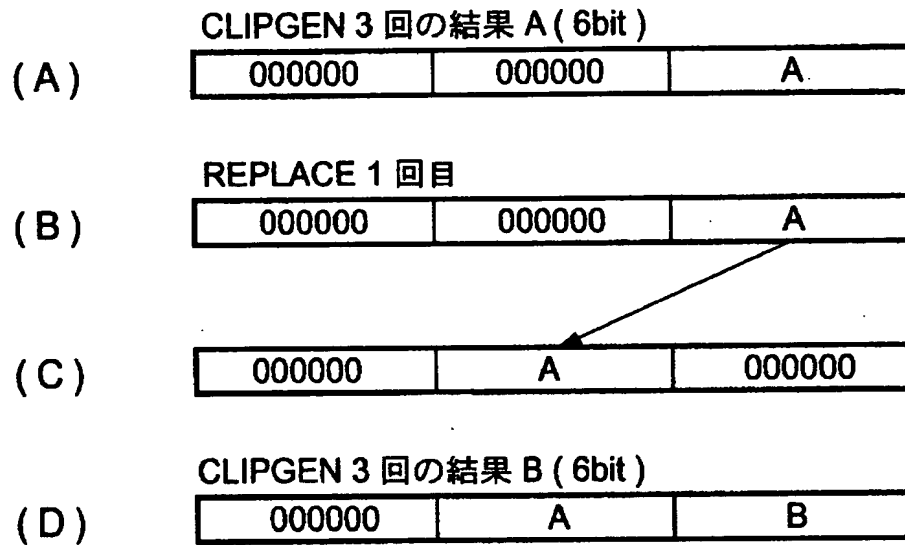 CLIPGEN 3 回の結果 A ( 6bit )
( A ) 000000 000000 A
REPLACE 1 回目
( B ) 000000 000000 A
( C ) 000000 A 000000
CLIPGEN 3 回の結果 B ( 6bit )
( D ) 000000 A B